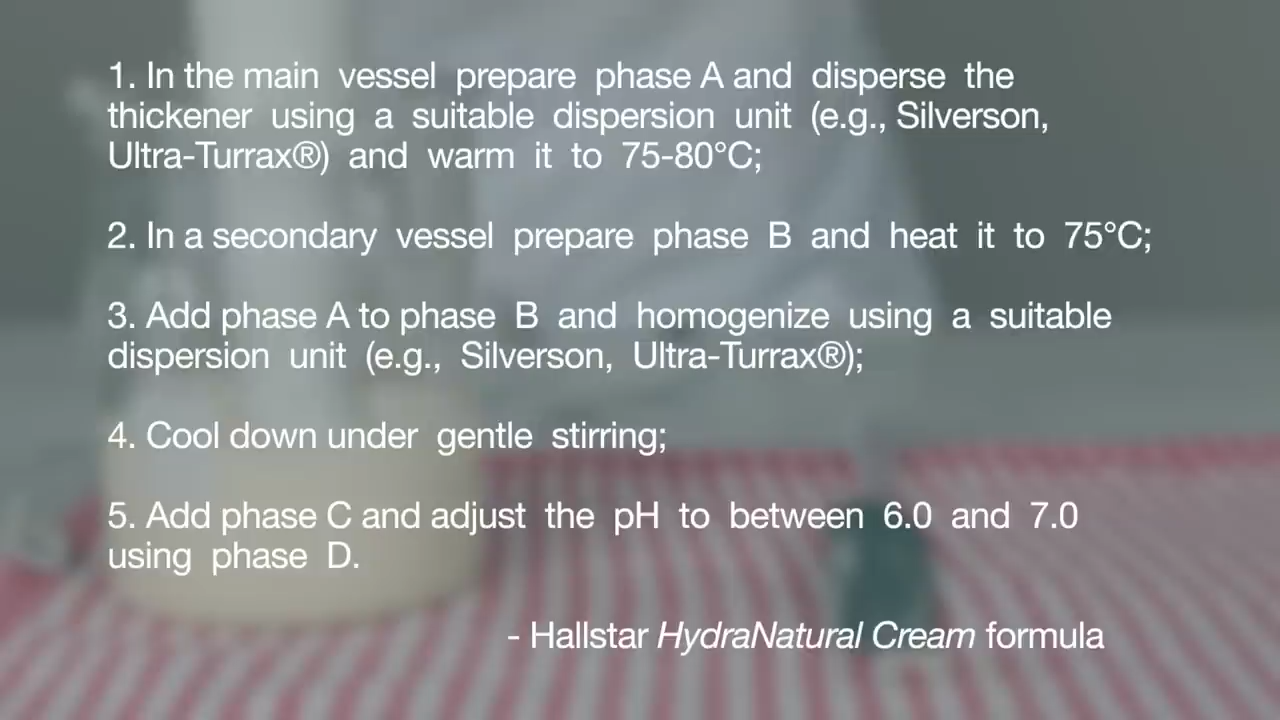 1. In the main vessel prepare phase A and disperse the
thickener using a suitable dispersion unit (e.g., Silverson,
Ultra-Turrax®) and warm it to 75-80°C;
2. In a secondary vessel prepare phase B and heat it to 75°C;
3. Add phase A to phase B and homogenize using a suitable
dispersion unit (e.g., Silverson, Ultra-Turrax®);
4. Cool down under gentle stirring;
5. Add phase C and adjust the pH to between 6.0 and 7.0
using phase D.
- Hallstar HydraNatural Cream formula